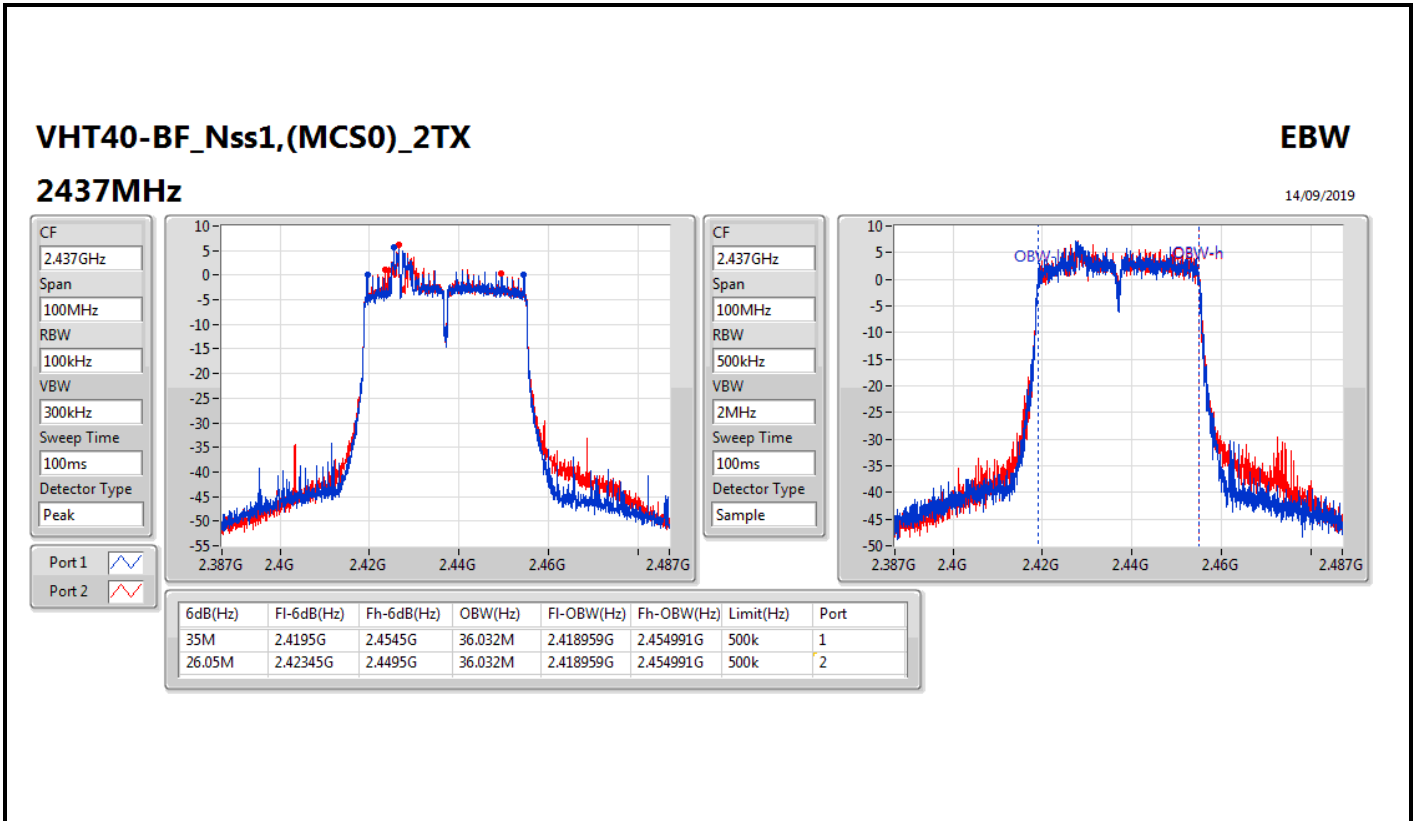 VHT40-BF_Nss1,(MCS0)_2TX
EBW
2437MHz
14/09/2019
CF
2.437GHz
Span
100MHz
RBW
100kHz
VBW
300kHz
Sweep Time
100ms
Detector Type
Peak
Port 1
Port 2
10
5
0
-5
-10
-15
-20
-25
-30
-35
-40
-45
-50
-55
2.387G 2.4G 2.42G 2.44G 2.46G 2.487G
CF
2.437GHz
Span
100MHz
RBW
500kHz
VBW
2MHz
Sweep Time
100ms
Detector Type
Sample
10
5
0
-5
-10
-15
-20
-25
-30
-35
-40
-45
-50
OBW-l OBW-h
2.387G 2.4G 2.42G 2.44G 2.46G 2.487G
6dB(Hz) Fl-6dB(Hz) Fh-6dB(Hz) OBW(Hz) Fl-OBW(Hz) Fh-OBW(Hz) Limit(Hz) Port
35M 2.4195G 2.4545G 36.032M 2.418959G 2.454991G 500k 1
26.05M 2.42345G 2.4495G 36.032M 2.418959G 2.454991G 500k 2